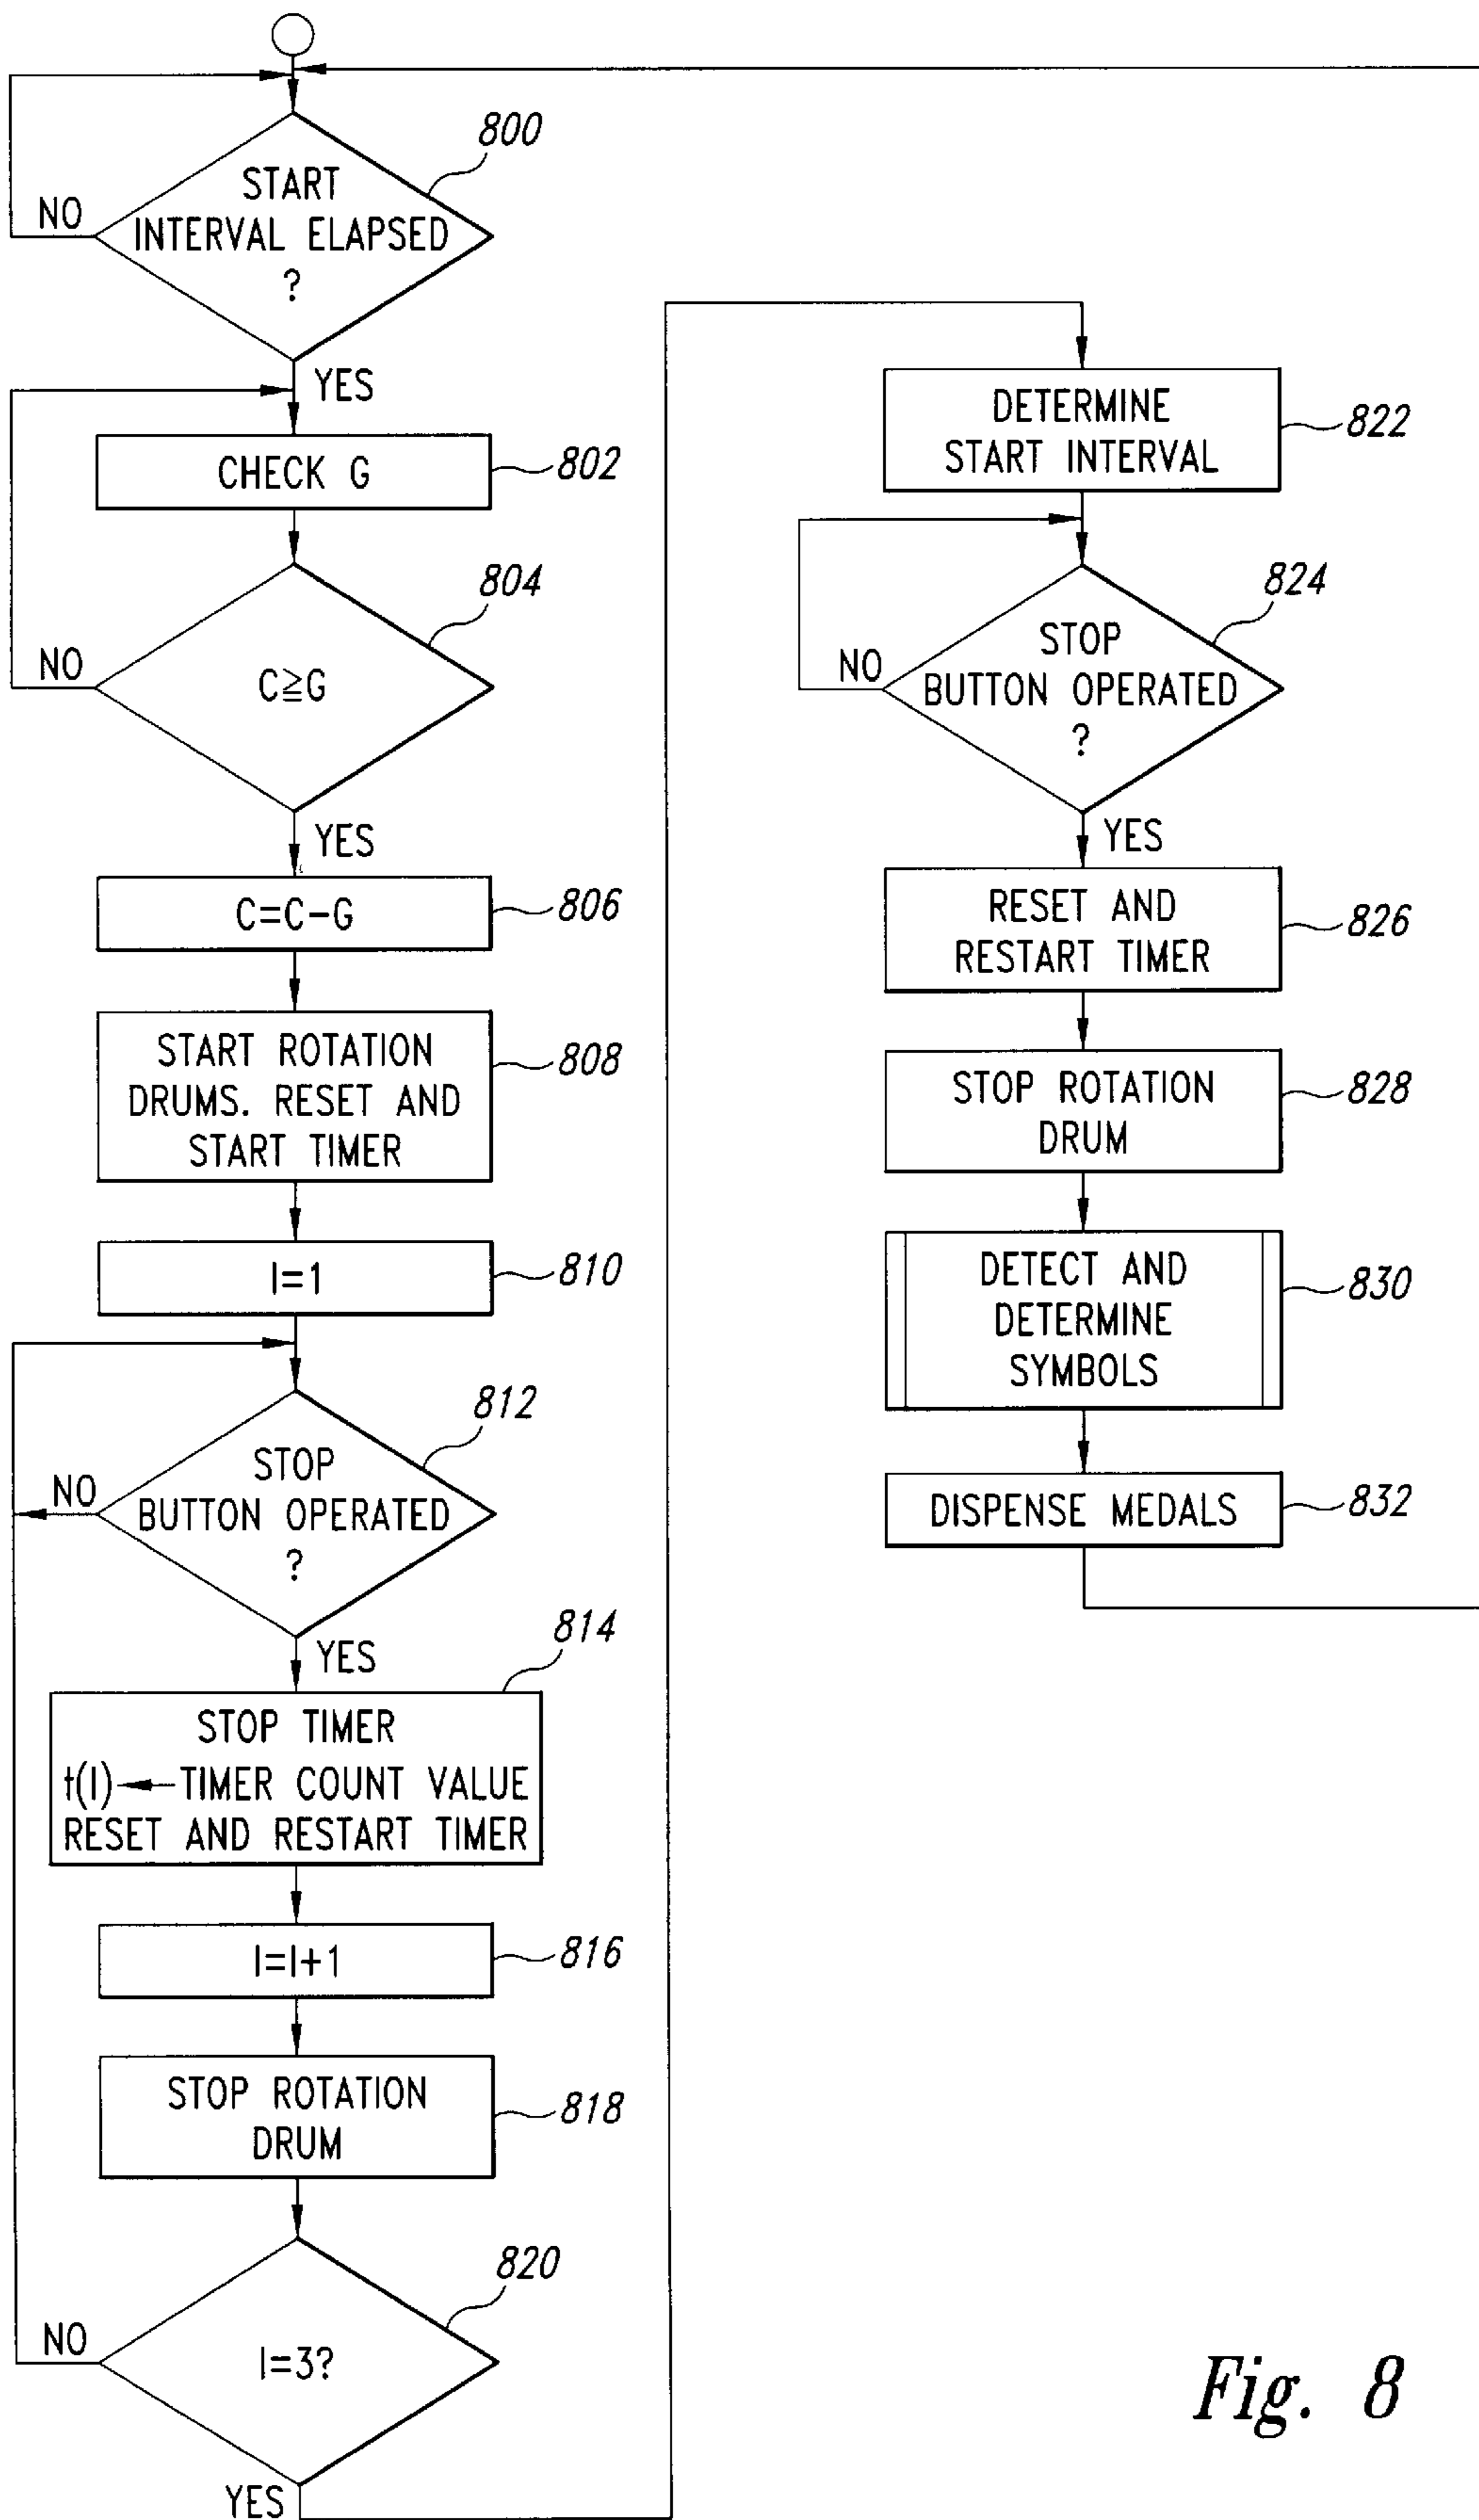 800
START
INTERVAL ELAPSED
?
NO
YES
CHECK G
802
804
C≧G
NO
YES
C=C-G
806
START ROTATION
DRUMS. RESET AND
START TIMER
808
I=1
810
812
STOP
BUTTON OPERATED
?
NO
YES
814
STOP TIMER
t(I)←TIMER COUNT VALUE
RESET AND RESTART TIMER
I=I+1
816
STOP ROTATION
DRUM
818
820
I=3?
NO
YES
DETERMINE
START INTERVAL
822
824
STOP
BUTTON OPERATED
?
NO
YES
RESET AND
RESTART TIMER
826
STOP ROTATION
DRUM
828
DETECT AND
DETERMINE
SYMBOLS
830
DISPENSE MEDALS
832
Fig. 8